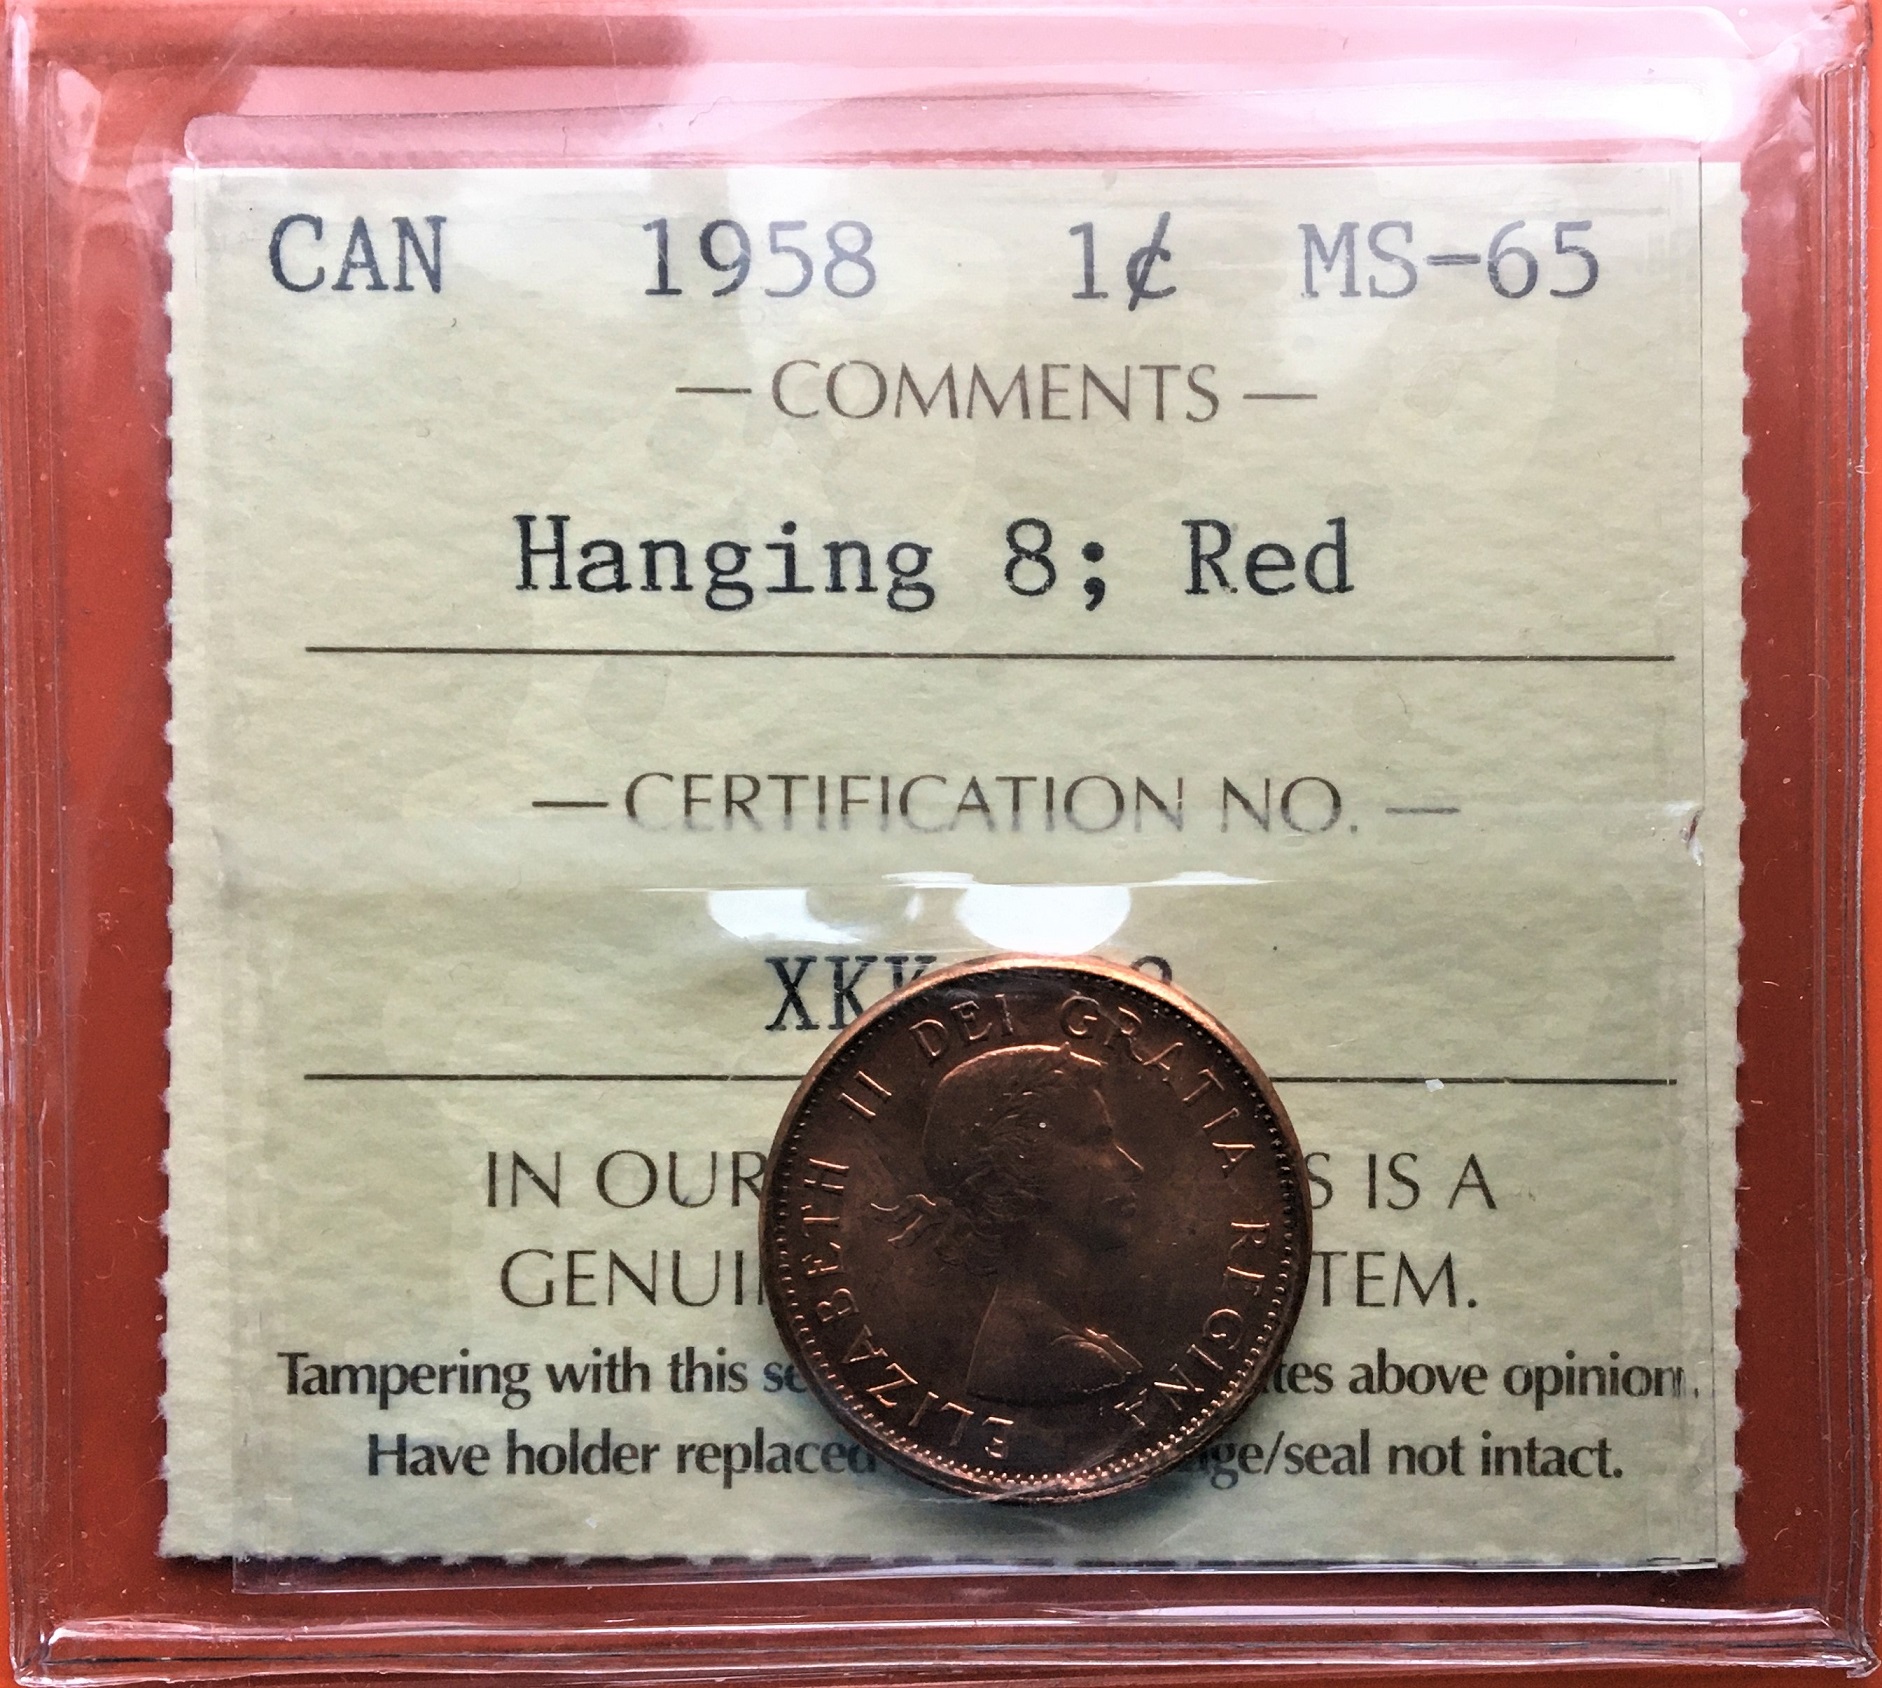 CAN 1958 1¢ MS-65
— COMMENTS —
Hanging 8; Red
— CERTIFICATION NO. —
IN OUR S IS A
GENUI TEM.
Tampering with this se tes above opinion.
Have holder replaced ge/seal not intact.
ELIZABETH II DEI GRATIA REGINA